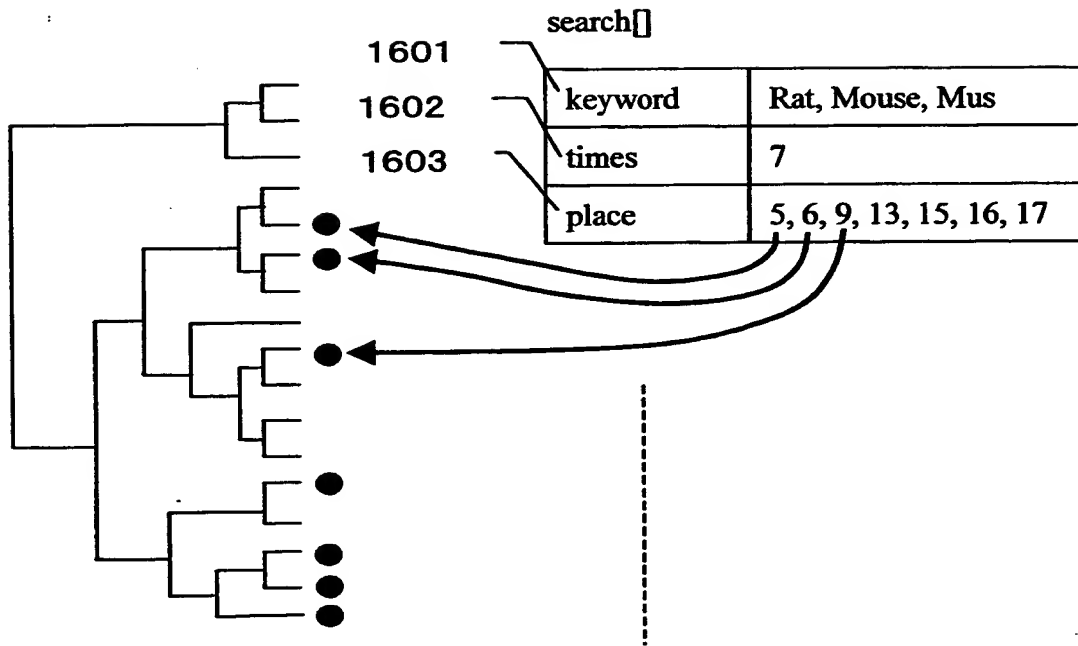 search[]
1601
keyword Rat, Mouse, Mus
1602
times 7
1603
place 5, 6, 9, 13, 15, 16, 17